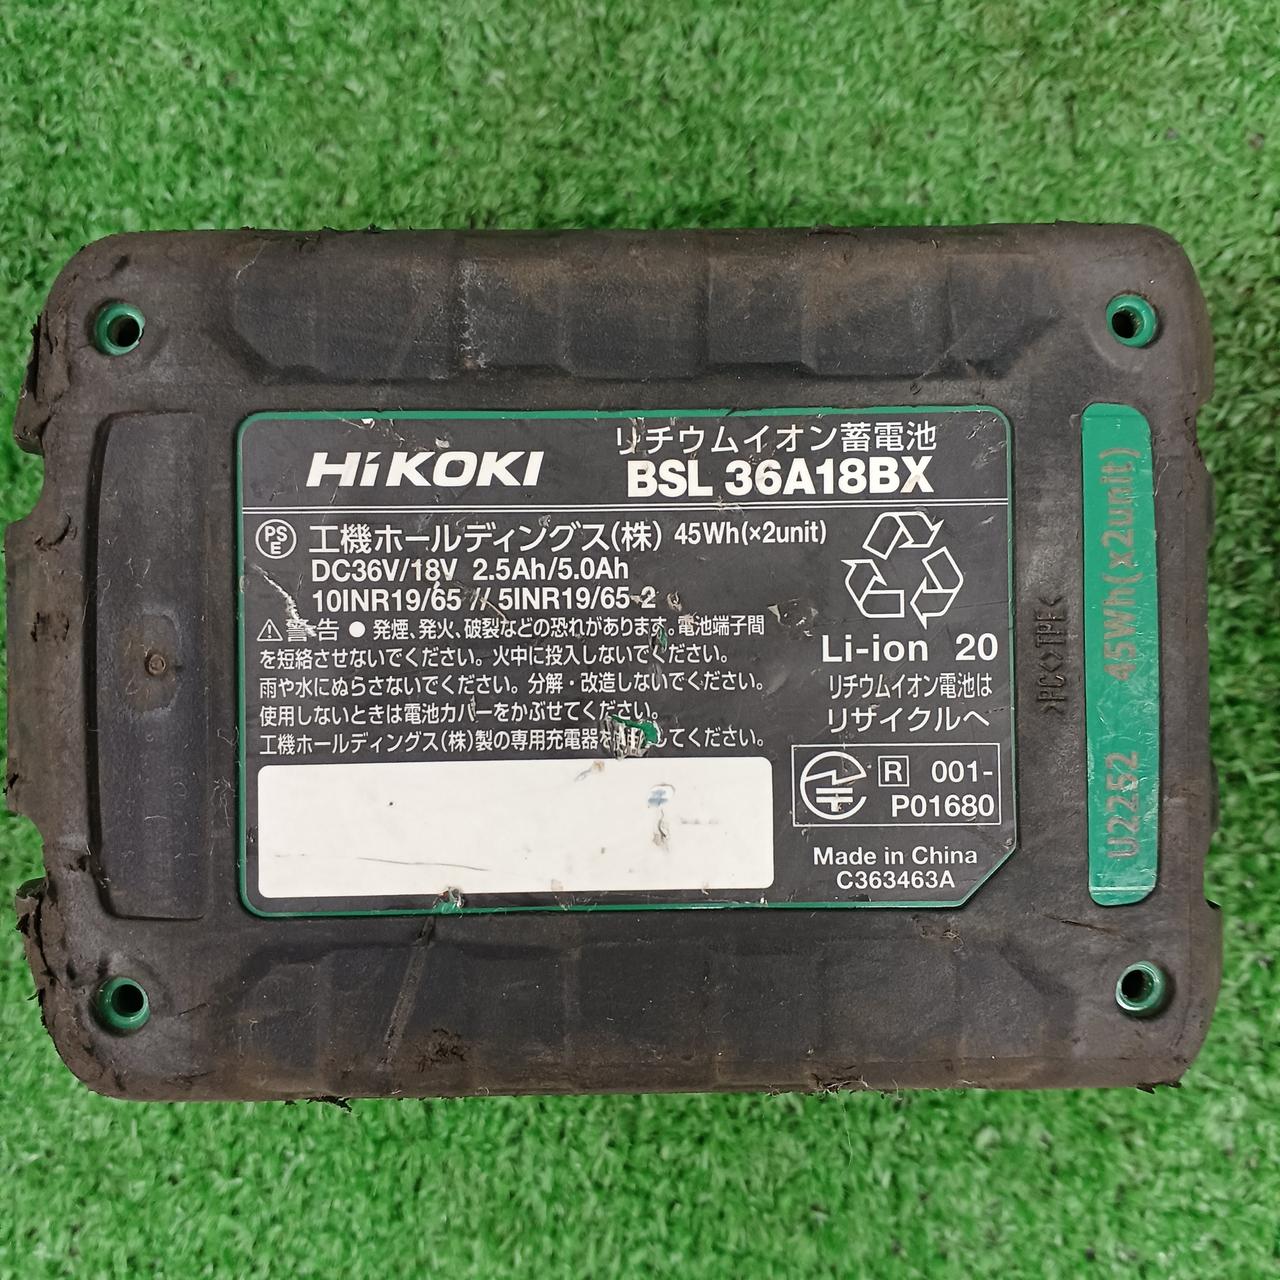 リチウムイオン蓄電池
HiKOKI BSL 36A18BX
PS E 工機ホールディングス(株) 45Wh(×2unit)
DC36V/18V 2.5Ah/5.0Ah
10INR19/65 // 5INR19/65-2
⚠警告 ● 発煙、発火、破裂などの恐れがあります。電池端子間
を短絡させないでください。火中に投入しないでください。
雨や水にぬらさないでください。分解・改造しないでください。
使用しないときは電池カバーをかぶせてください。
工機ホールディングス(株)製の専用充電器を してください。
Li-ion 20
リチウムイオン電池は
リサイクルへ
R 001-
P01680
Made in China
C363463A
>PC<>TPE<
U2252 45Wh(x2unit)